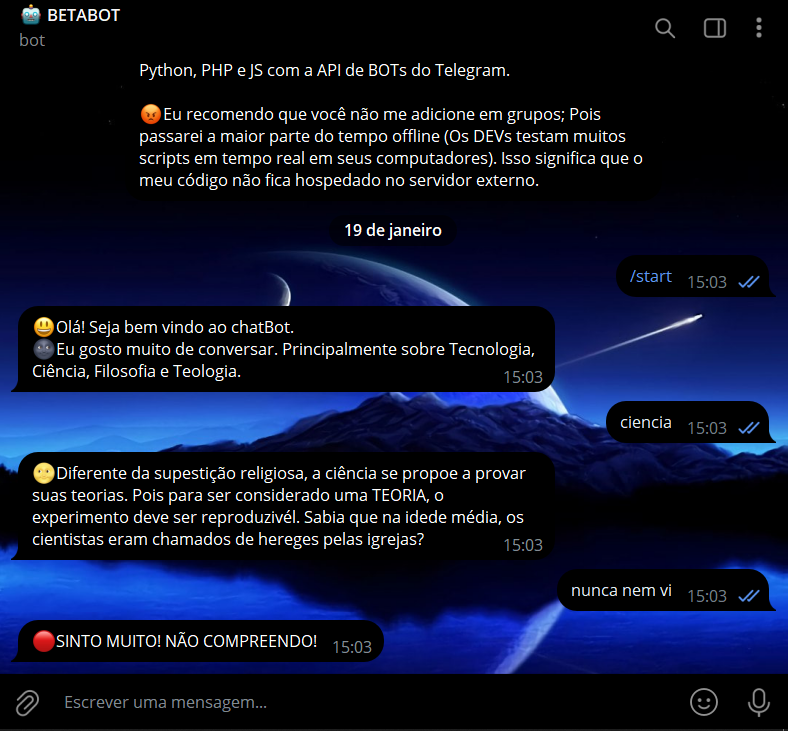 🤖 BETABOT
bot
Python, PHP e JS com a API de BOTs do Telegram.
😡Eu recomendo que você não me adicione em grupos; Pois
passarei a maior parte do tempo offline (Os DEVs testam muitos
scripts em tempo real em seus computadores). Isso significa que o
meu código não fica hospedado no servidor externo.
19 de janeiro
/start 15:03
😃Olá! Seja bem vindo ao chatBot.
🌚Eu gosto muito de conversar. Principalmente sobre Tecnologia,
Ciência, Filosofia e Teologia. 15:03
ciencia 15:03
🌝Diferente da supestição religiosa, a ciência se propoe a provar
suas teorias. Pois para ser considerado uma TEORIA, o
experimento deve ser reproduzivél. Sabia que na idede média, os
cientistas eram chamados de hereges pelas igrejas? 15:03
nunca nem vi 15:03
🔴SINTO MUITO! NÃO COMPREENDO! 15:03
Escrever uma mensagem...